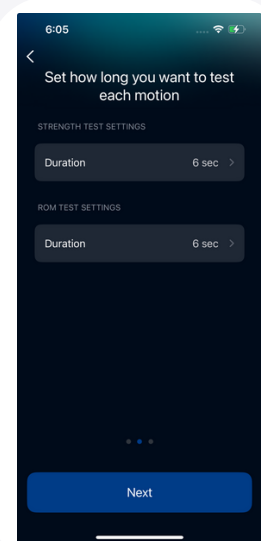 6:05
Set how long you want to test
each motion
STRENGTH TEST SETTINGS
Duration 6 sec
ROM TEST SETTINGS
Duration 6 sec
Next